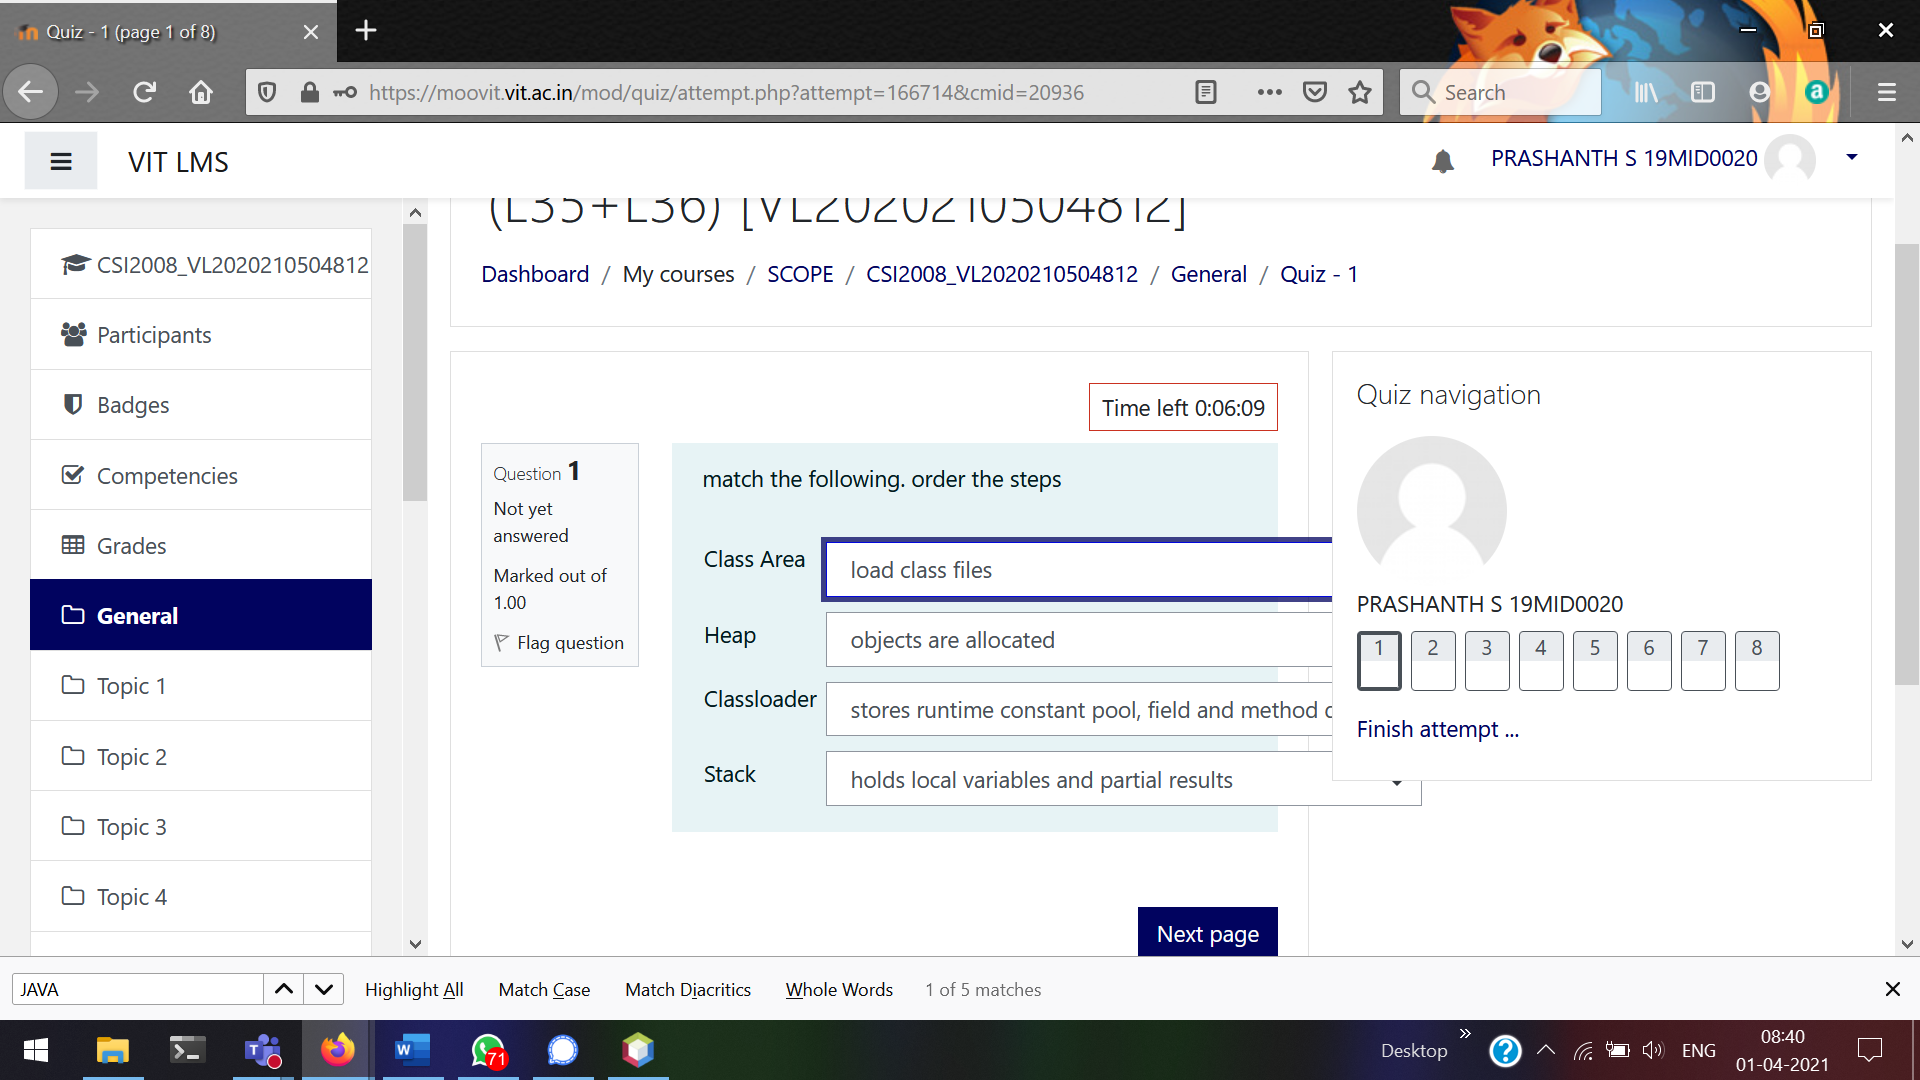 Quiz - 1 (page 1 of 8)
https://moovit.vit.ac.in/mod/quiz/attempt.php?attempt=166714&cmid=20936
Search
a
VIT LMS
PRASHANTH S 19MID0020
(L35+L36) [VL2020210504812]
Dashboard / My courses / SCOPE / CSI2008_VL2020210504812 / General / Quiz - 1
CSI2008_VL2020210504812
Participants
Badges
Competencies
Grades
General
Topic 1
Topic 2
Topic 3
Topic 4
Time left 0:06:09
Question 1
Not yet
answered
Marked out of
1.00
Flag question
match the following. order the steps
Class Area
load class files
Heap
objects are allocated
Classloader
stores runtime constant pool, field and method
Stack
holds local variables and partial results
Next page
Quiz navigation
PRASHANTH S 19MID0020
1 2 3 4 5 6 7 8
Finish attempt ...
JAVA
Highlight All
Match Case
Match Diacritics
Whole Words
1 of 5 matches
T
W
71
Desktop
»
?
ENG
08:40
01-04-2021